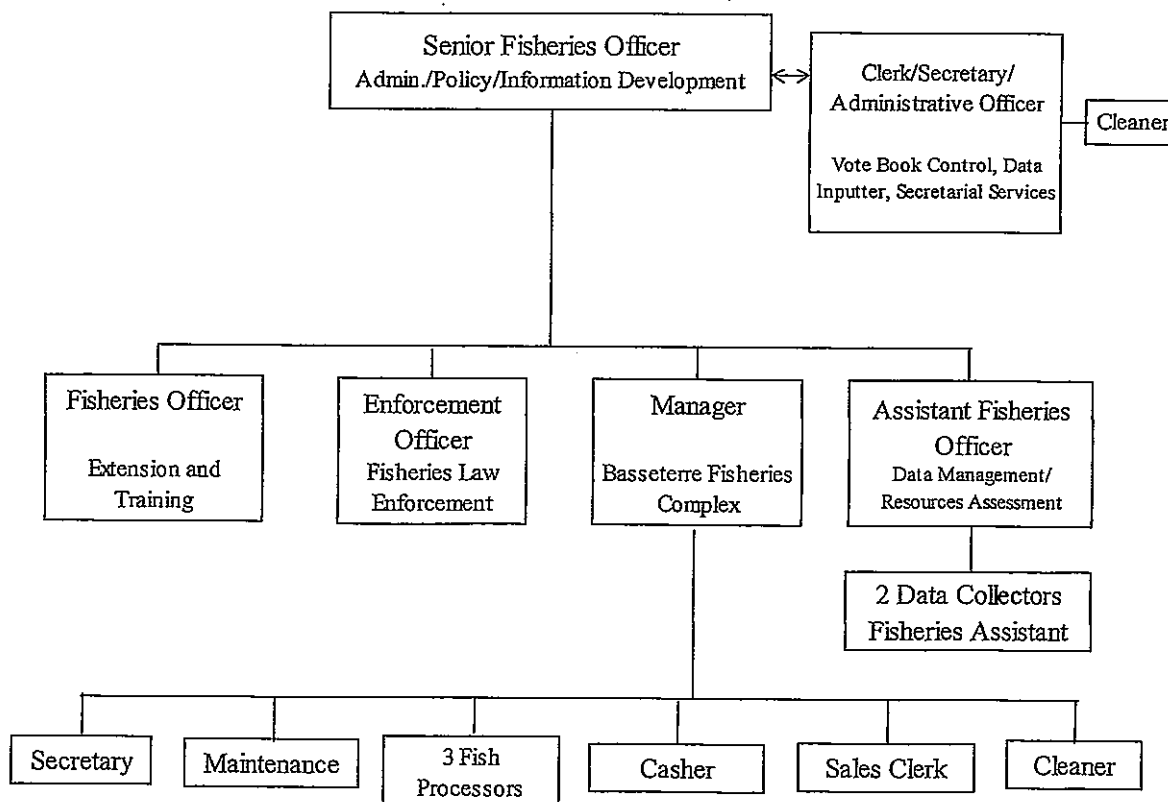 Senior Fisheries Officer
Admin./Policy/Information Development
Clerk/Secretary/
Administrative Officer
Vote Book Control, Data
Inputter, Secretarial Services
Cleaner
Fisheries Officer
Extension and
Training
Enforcement
Officer
Fisheries Law
Enforcement
Manager
Basseterre Fisheries
Complex
Assistant Fisheries
Officer
Data Management/
Resources Assessment
2 Data Collectors
Fisheries Assistant
Secretary
Maintenance
3 Fish
Processors
Casher
Sales Clerk
Cleaner